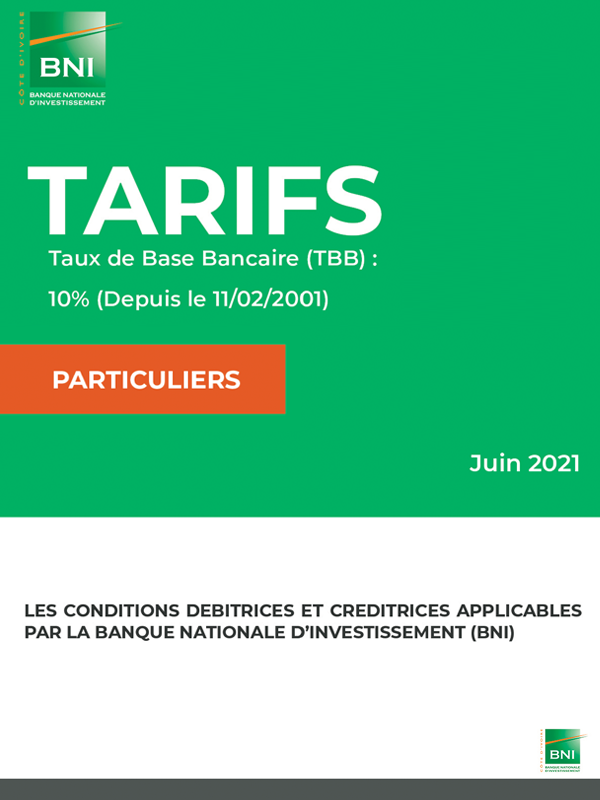 CÔTE D'IVOIRE
BNI
BANQUE NATIONALE
D'INVESTISSEMENT
TARIFS
Taux de Base Bancaire (TBB) :
10% (Depuis le 11/02/2001)
PARTICULIERS
Juin 2021
LES CONDITIONS DEBITRICES ET CREDITRICES APPLICABLES
PAR LA BANQUE NATIONALE D'INVESTISSEMENT (BNI)
CÔTE D'IVOIRE
BNI
BANQUE NATIONALE
D'INVESTISSEMENT